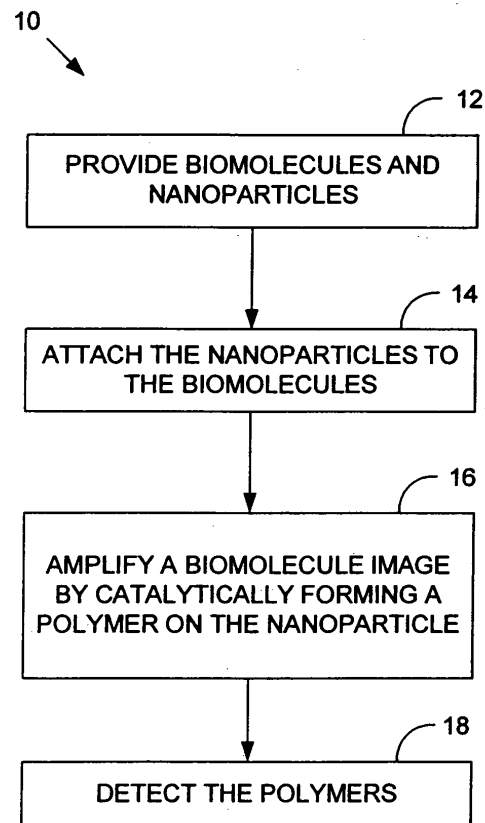 10
12
PROVIDE BIOMOLECULES AND
NANOPARTICLES
14
ATTACH THE NANOPARTICLES TO
THE BIOMOLECULES
16
AMPLIFY A BIOMOLECULE IMAGE
BY CATALYTICALLY FORMING A
POLYMER ON THE NANOPARTICLE
18
DETECT THE POLYMERS